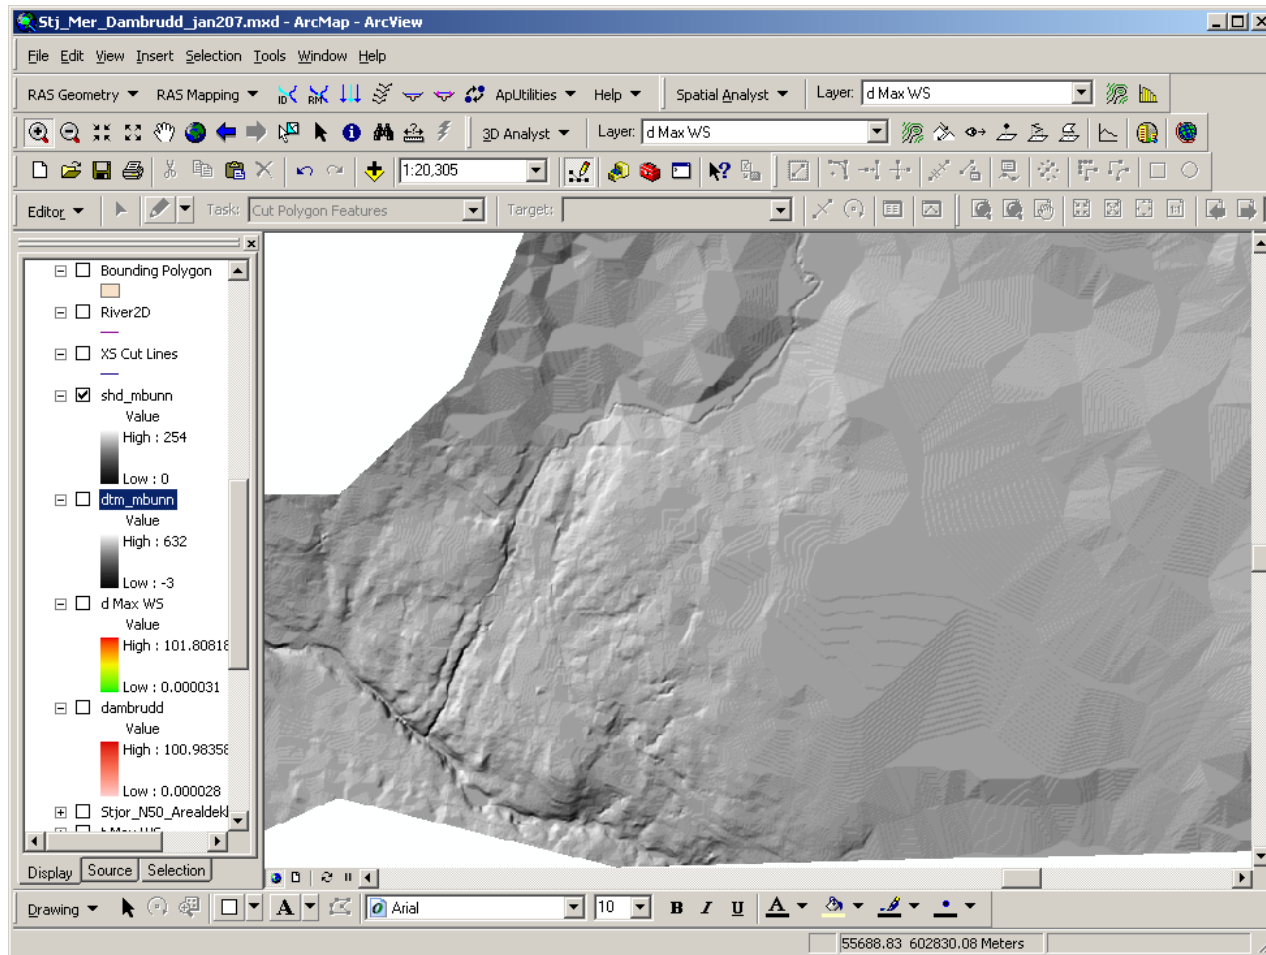 Stj_Mer_Dambrudd_jan207.mxd - ArcMap - ArcView
File Edit View Insert Selection Tools Window Help
RAS Geometry RAS Mapping ID RM ApUtilities Help Spatial Analyst Layer: d Max WS
3D Analyst Layer: d Max WS
1:20,305
Editor Task: Cut Polygon Features Target: 1:1
Bounding Polygon
River2D
XS Cut Lines
shd_mbunn
Value
High : 254
Low : 0
dtm_mbunn
Value
High : 632
Low : -3
d Max WS
Value
High : 101.80818
Low : 0.000031
dambrudd
Value
High : 100.98358
Low : 0.000028
Stjor_N50_Arealdekl
Display Source Selection
Drawing A Arial 10 B I U A
55688.83 602830.08 Meters